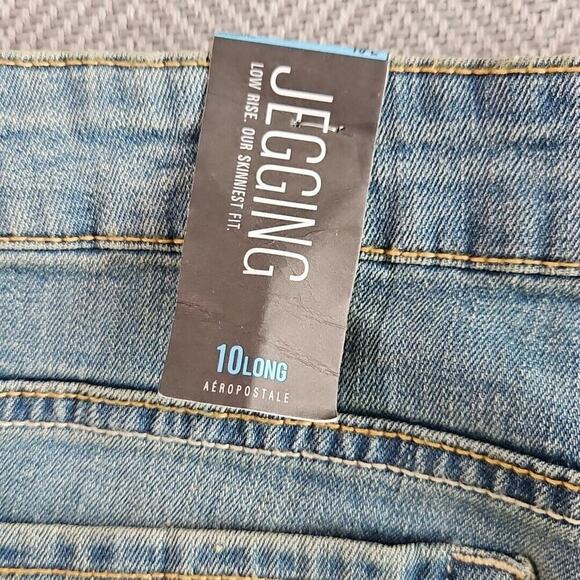 JEGGING
LOW RISE. OUR SKINNIEST FIT.
10LONG
AÉROPOSTALE